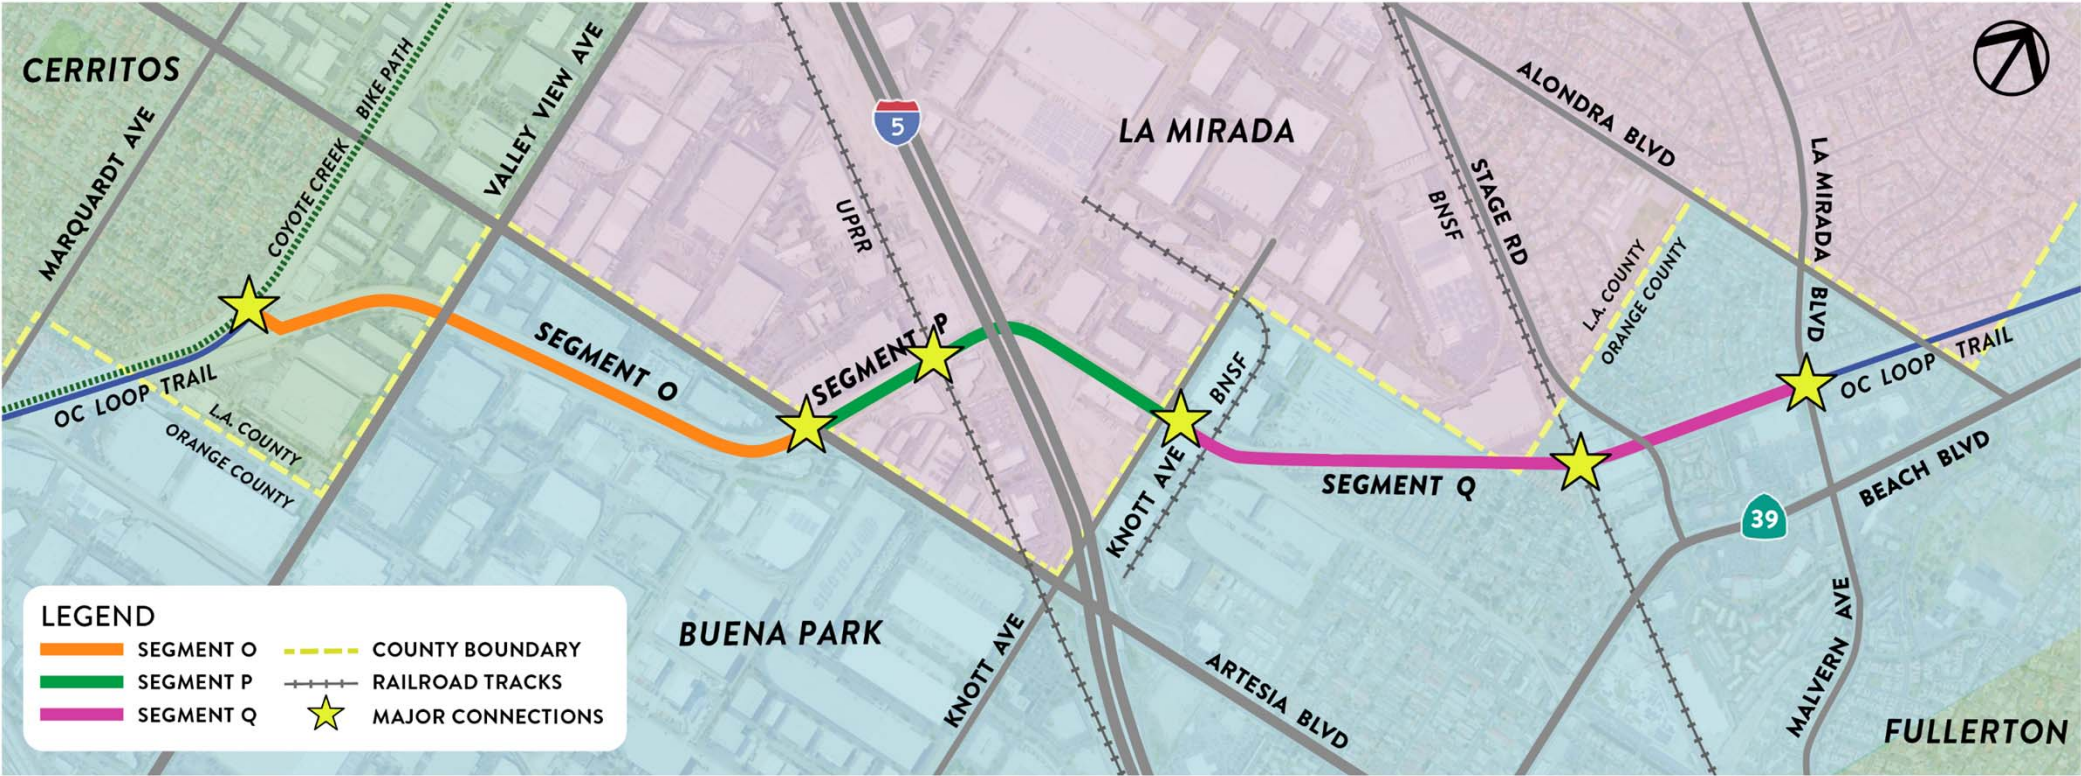 CERRITOS
MARQUARDT AVE
COYOTE CREEK BIKE PATH
VALLEY VIEW AVE
UPRR
5
LA MIRADA
BNSF
STAGE RD
ALONDRA BLVD
LA MIRADA BLVD
L.A. COUNTY
ORANGE COUNTY
OC LOOP TRAIL
L.A. COUNTY
ORANGE COUNTY
SEGMENT O
SEGMENT P
KNOTT AVE
BNSF
SEGMENT Q
OC LOOP TRAIL
BEACH BLVD
39
BUENA PARK
KNOTT AVE
ARTESIA BLVD
MALVERN AVE
FULLERTON
LEGEND
SEGMENT O
SEGMENT P
SEGMENT Q
COUNTY BOUNDARY
RAILROAD TRACKS
MAJOR CONNECTIONS